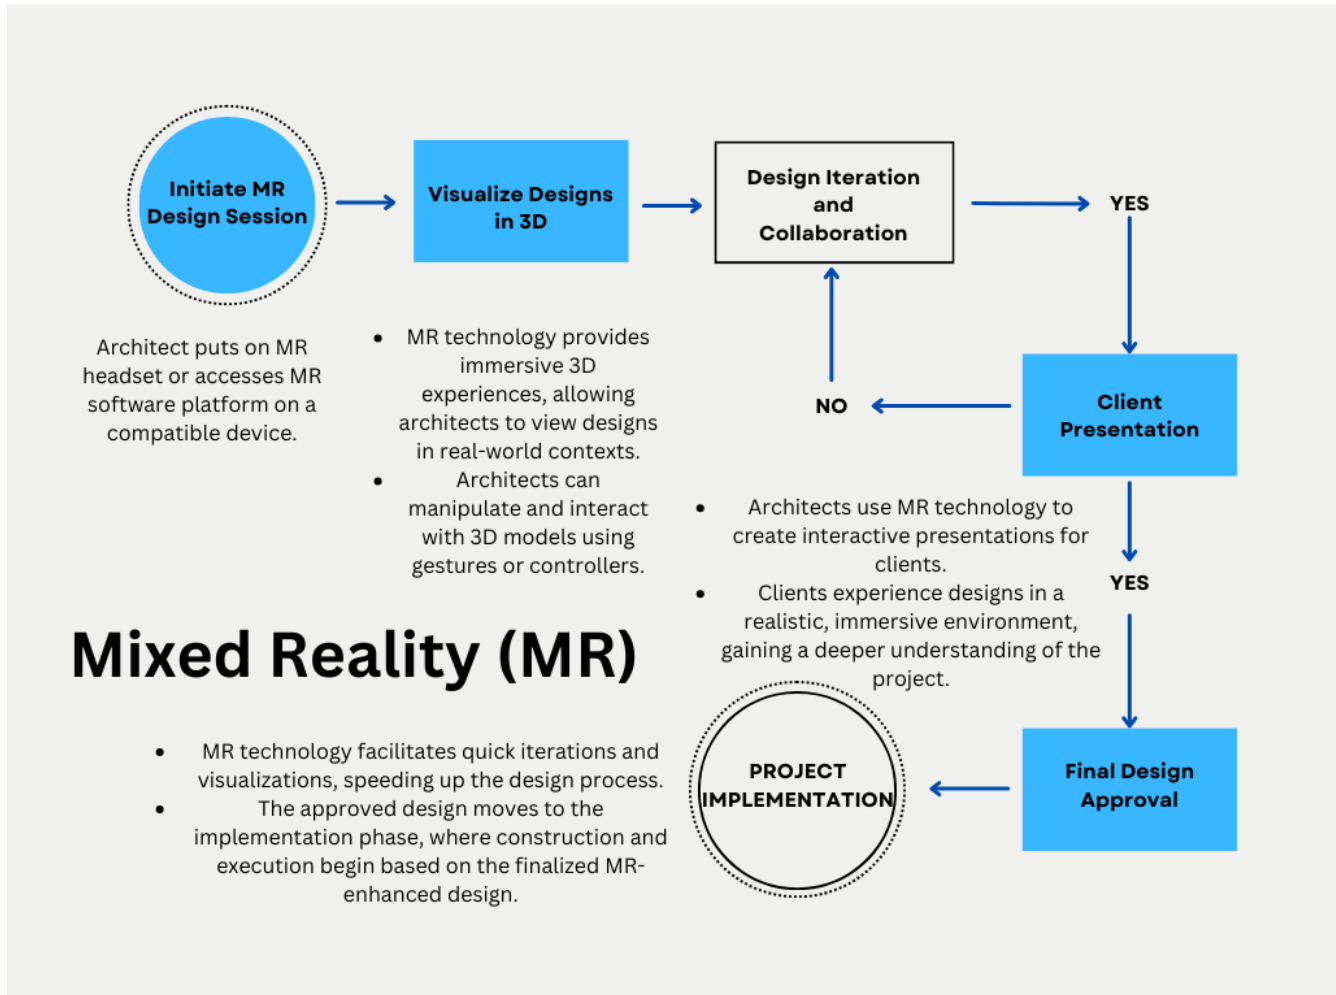 Initiate MR
Design Session
Visualize Designs
in 3D
Design Iteration
and
Collaboration
YES
Architect puts on MR
headset or accesses MR
software platform on a
compatible device.
• MR technology provides
immersive 3D
experiences, allowing
architects to view designs
in real-world contexts.
• Architects can
manipulate and interact
with 3D models using
gestures or controllers.
NO
Client
Presentation
• Architects use MR technology to
create interactive presentations for
clients.
• Clients experience designs in a
realistic, immersive environment,
gaining a deeper understanding of the
project.
YES
Mixed Reality (MR)
• MR technology facilitates quick iterations and
visualizations, speeding up the design process.
• The approved design moves to the
implementation phase, where construction and
execution begin based on the finalized MR-
enhanced design.
PROJECT
IMPLEMENTATION
Final Design
Approval